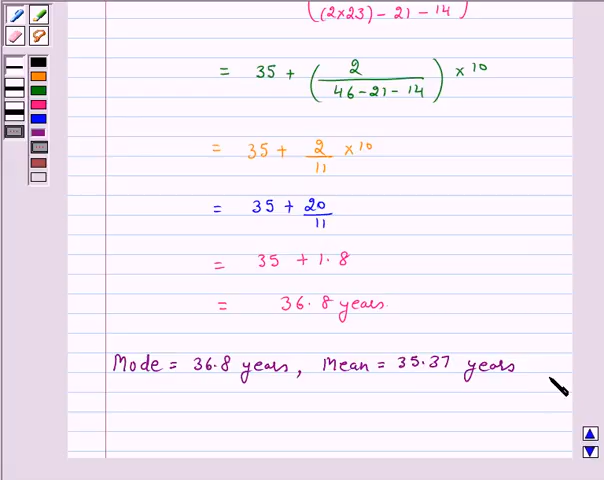 ((2×23) - 21 - 14)
= 35 + ( 2 / 46 - 21 - 14 ) × 10
= 35 + 2/11 × 10
= 35 + 20/11
= 35 + 1.8
= 36.8 years.
Mode = 36.8 years, Mean = 35.37 years